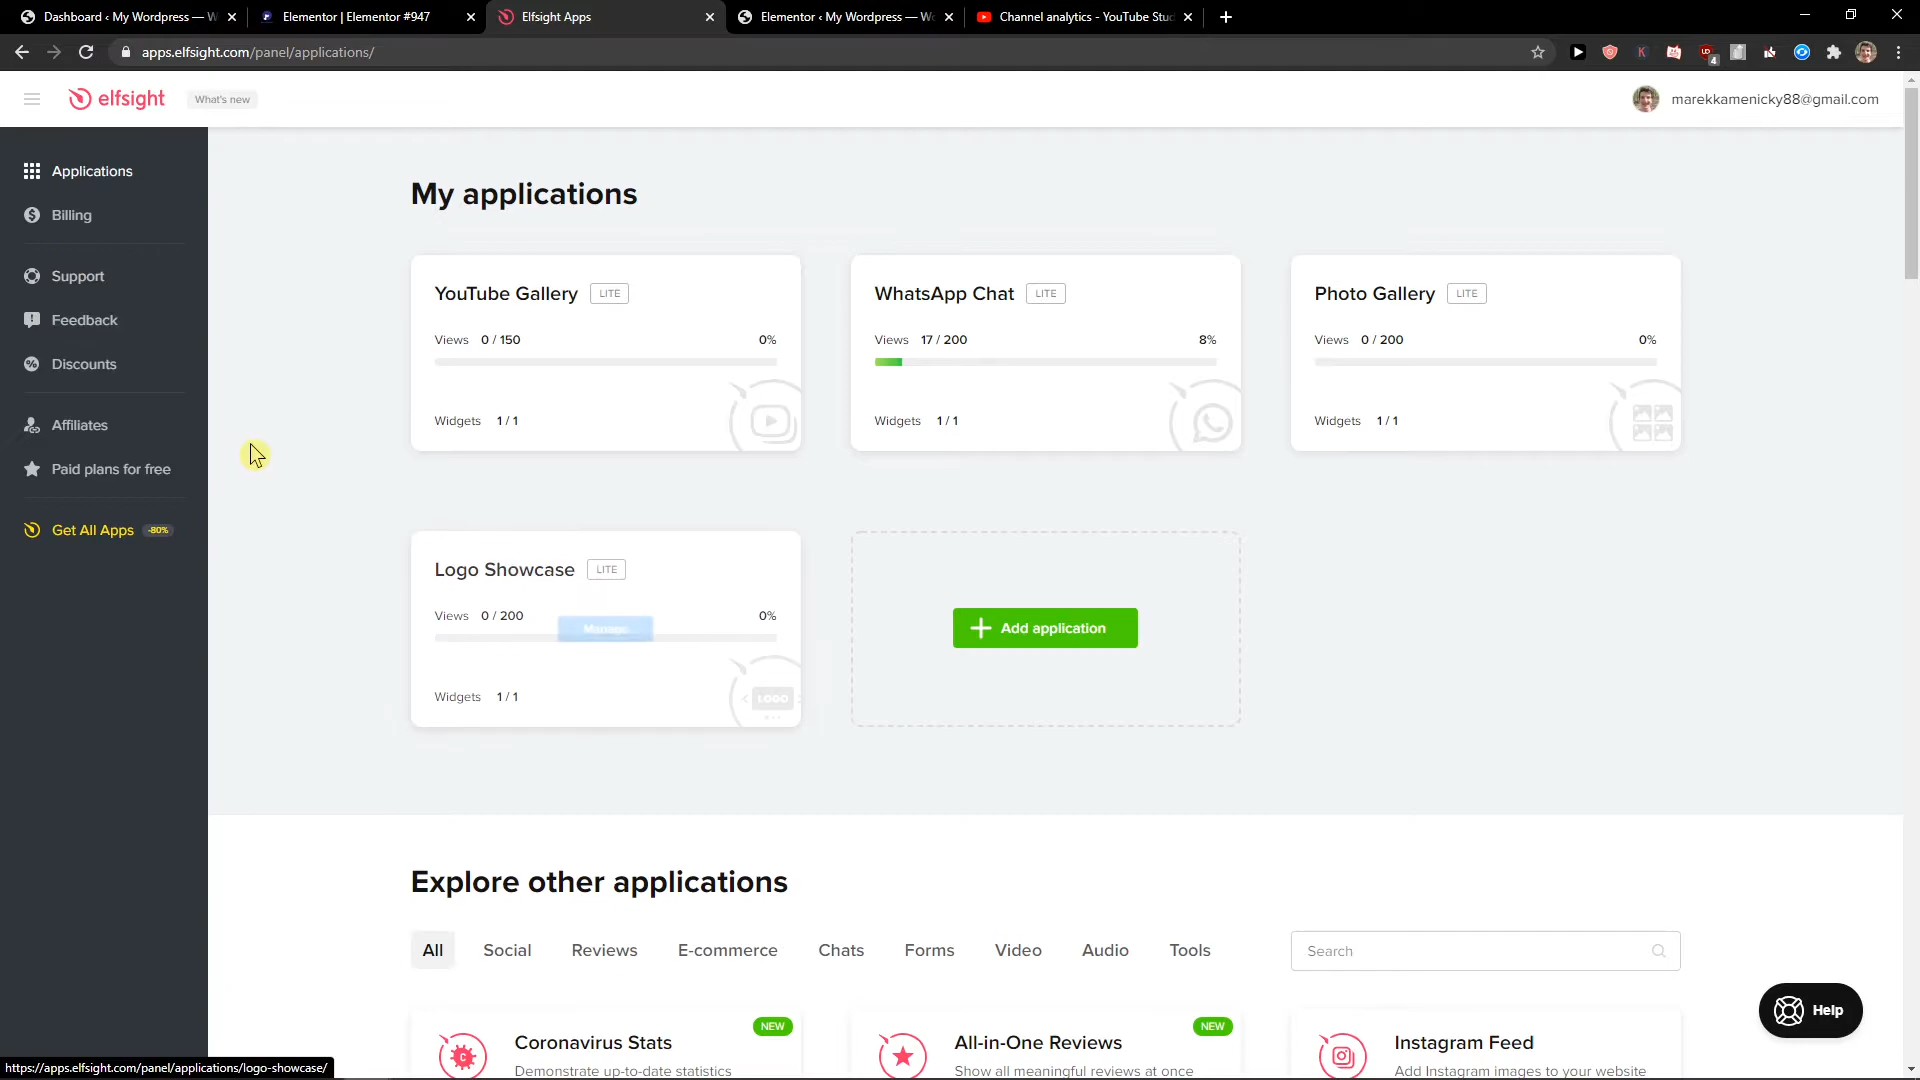 Dashboard ‹ My Wordpress — W
Elementor | Elementor #947
Elfsight Apps
Elementor ‹ My Wordpress — Wo
Channel analytics - YouTube Stud
apps.elfsight.com/panel/applications/
4
elfsight
What's new
marekkamenicky88@gmail.com
Applications
Billing
Support
Feedback
Discounts
Affiliates
Paid plans for free
Get All Apps -80%
My applications
YouTube Gallery LITE
Views 0 / 150 0%
Widgets 1 / 1
WhatsApp Chat LITE
Views 17 / 200 8%
Widgets 1 / 1
Photo Gallery LITE
Views 0 / 200 0%
Widgets 1 / 1
Logo Showcase LITE
Views 0 / 200 0%
Manage
Widgets 1 / 1
LOGO
Add application
Explore other applications
All Social Reviews E-commerce Chats Forms Video Audio Tools
Search
NEW
Coronavirus Stats
Demonstrate up-to-date statistics
NEW
All-in-One Reviews
Show all meaningful reviews at once
Instagram Feed
Add Instagram images to your website
Help
https://apps.elfsight.com/panel/applications/logo-showcase/